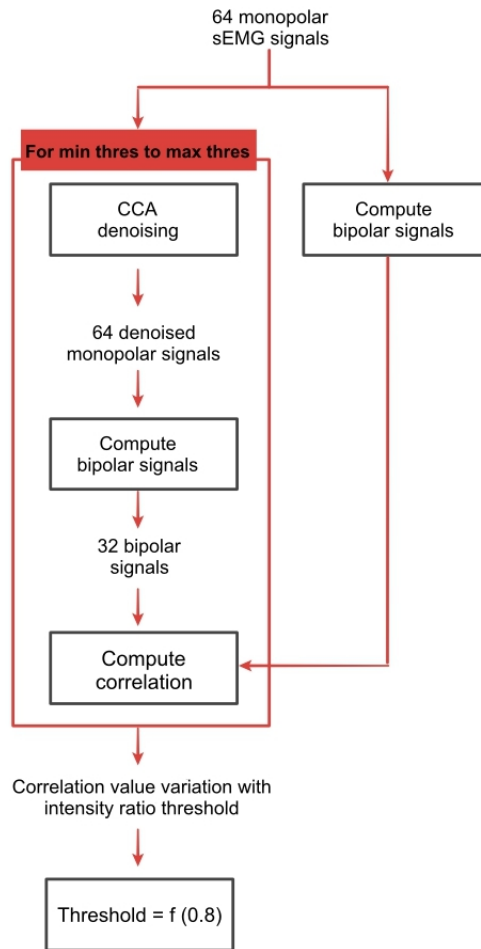 64 monopolar
sEMG signals
For min thres to max thres
CCA
denoising
Compute
bipolar signals
64 denoised
monopolar signals
Compute
bipolar signals
32 bipolar
signals
Compute
correlation
Correlation value variation with
intensity ratio threshold
Threshold = f (0.8)